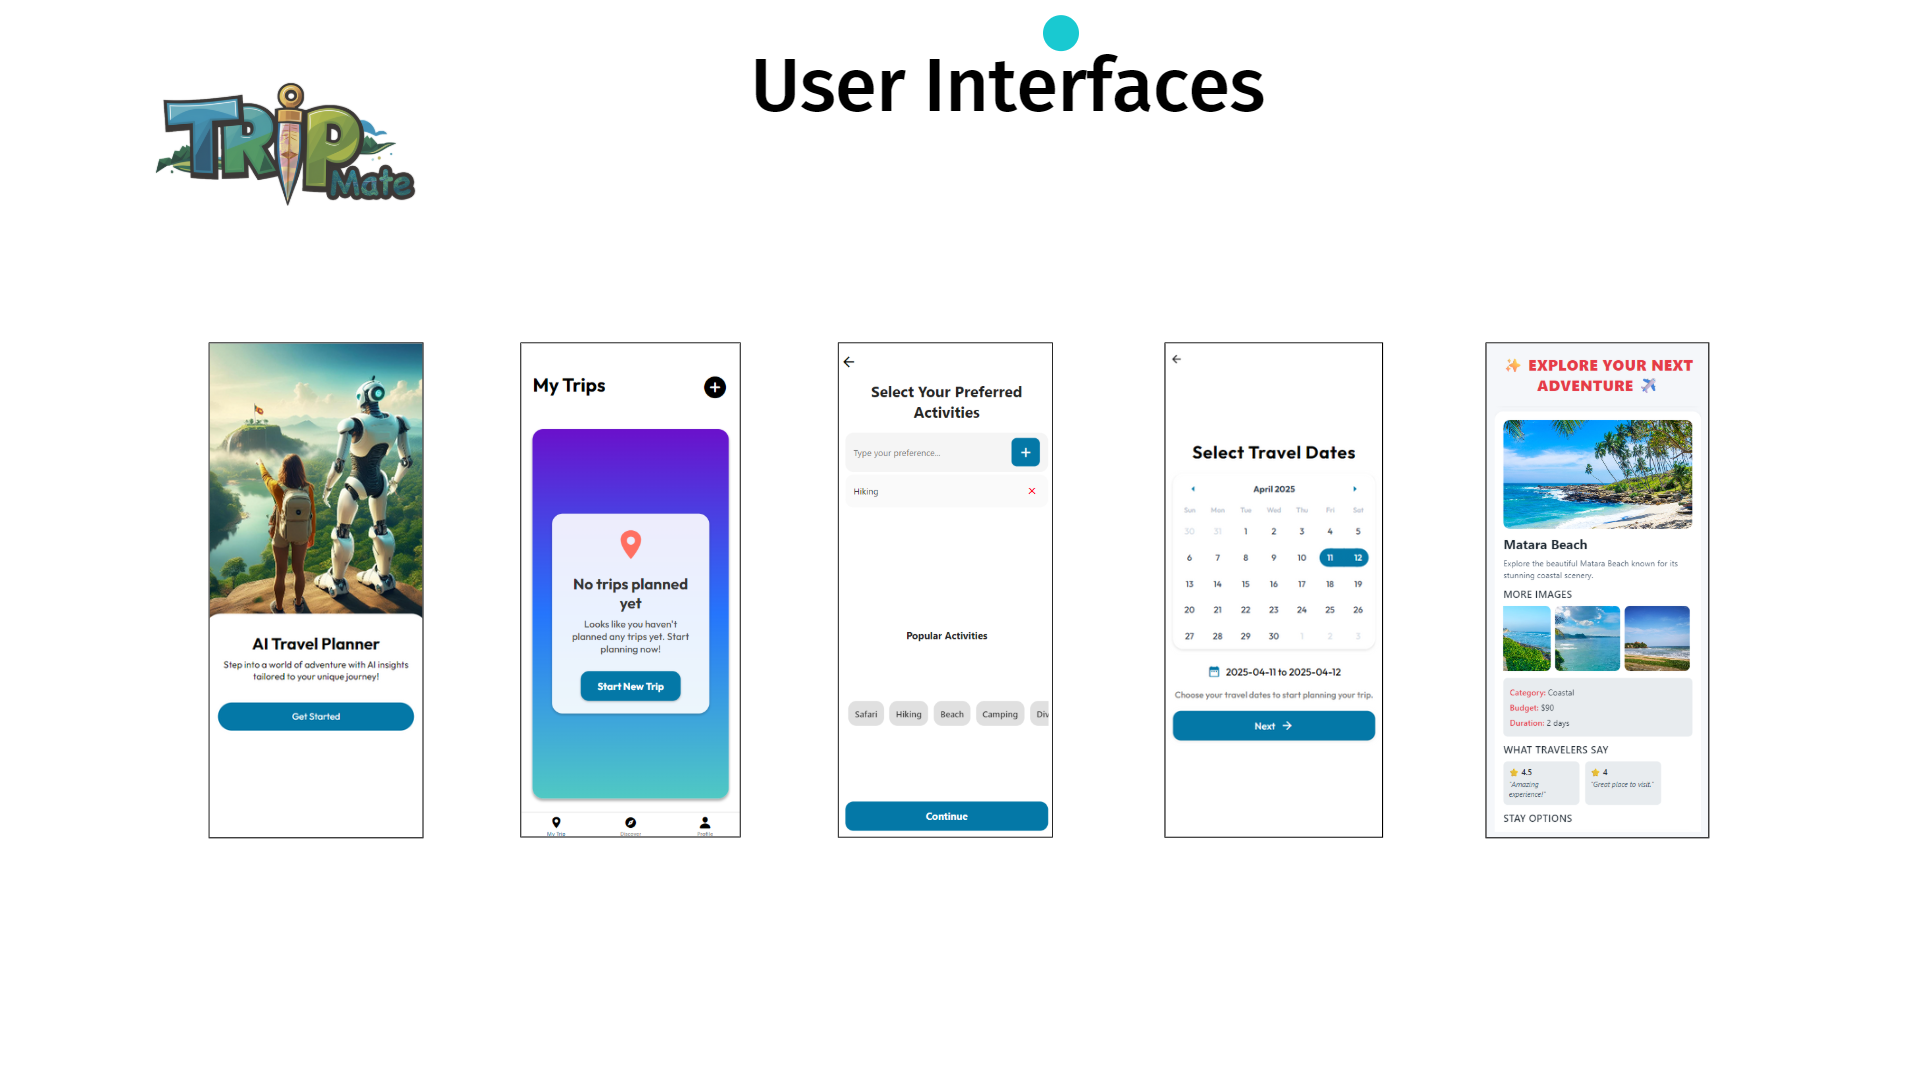 User Interfaces
TRiP
Mate
AI Travel Planner
Step into a world of adventure with AI insights
tailored to your unique journey!
Get Started
My Trips
No trips planned
yet
Looks like you haven't
planned any trips yet. Start
planning now!
Start New Trip
My Trip
Discover
Profile
Select Your Preferred
Activities
Type your preference...
Hiking
Popular Activities
Safari Hiking Beach Camping Div
Continue
Select Travel Dates
April 2025
Sun Mon Tue Wed Thu Fri Sat
30 31 1 2 3 4 5
6 7 8 9 10 11 12
13 14 15 16 17 18 19
20 21 22 23 24 25 26
27 28 29 30 1 2 3
2025-04-11 to 2025-04-12
Choose your travel dates to start planning your trip.
Next →
✨ EXPLORE YOUR NEXT
ADVENTURE ✈️
Matara Beach
Explore the beautiful Matara Beach known for its
stunning coastal scenery.
MORE IMAGES
Category: Coastal
Budget: $90
Duration: 2 days
WHAT TRAVELERS SAY
⭐ 4.5
"Amazing
experience!"
⭐ 4
"Great place to visit."
STAY OPTIONS